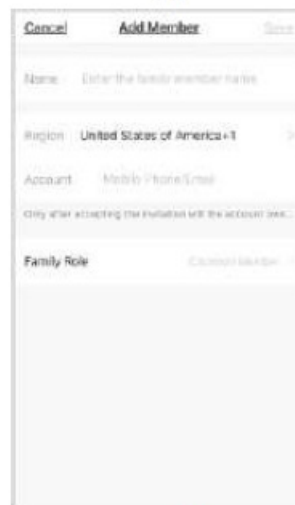 Cancel Add Member Save
Name Enter the family member name
Region United States of America+1 >
Account Mobile Phone/Email
Only after accepting the invitation will the account
Family Role Common Member